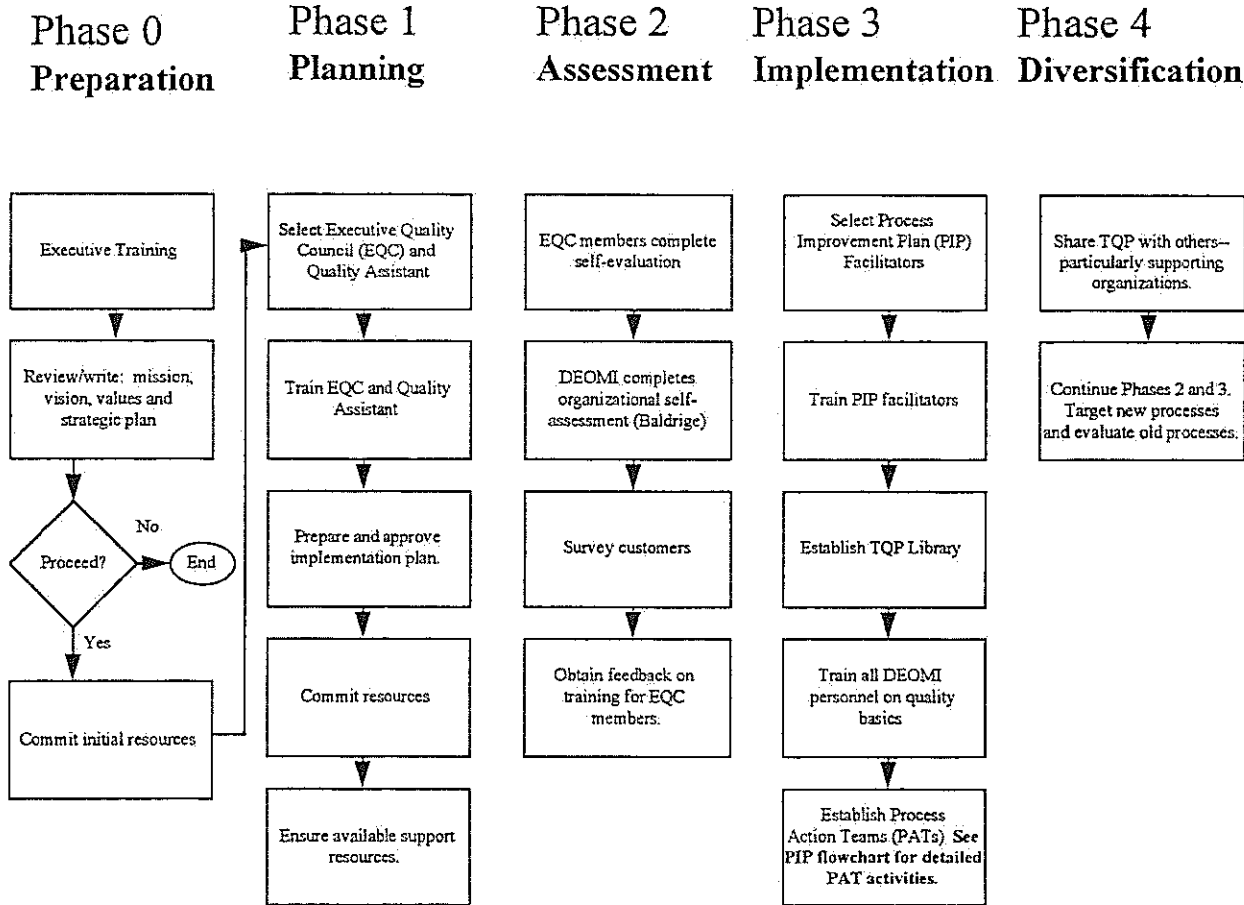 Phase 0
Preparation
Phase 1
Planning
Phase 2
Assessment
Phase 3
Implementation
Phase 4
Diversification
Executive Training
Review/write: mission,
vision, values and
strategic plan
Proceed?
No
End
Yes
Commit initial resources
Select Executive Quality
Council (EQC) and
Quality Assistant
Train EQC and Quality
Assistant
Prepare and approve
implementation plan.
Commit resources
Ensure available support
resources.
EQC members complete
self-evaluation
DEOMI completes
organizational self-
assessment (Baldrige)
Survey customers
Obtain feedback on
training for EQC
members.
Select Process
Improvement Plan (PIP)
Facilitators
Train PIP facilitators
Establish TQP Library
Train all DEOMI
personnel on quality
basics
Establish Process
Action Teams (PATs). See
PIP flowchart for detailed
PAT activities.
Share TQP with others--
particularly supporting
organizations.
Continue Phases 2 and 3.
Target new processes
and evaluate old processes.